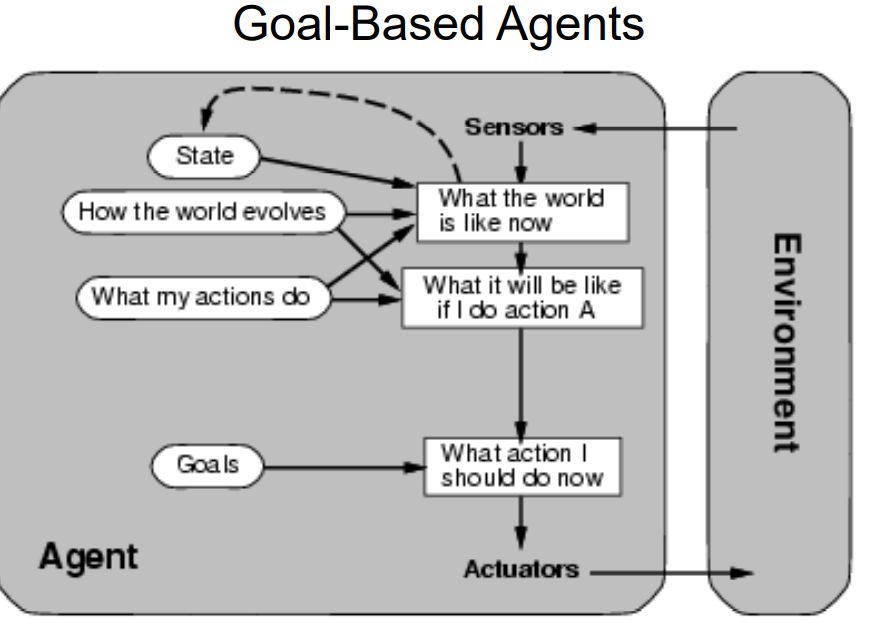 Goal-Based Agents
Sensors
State
What the world
is like now
How the world evolves
What it will be like
if I do action A
What my actions do
Environment
What action I
should do now
Goals
Agent
Actuators